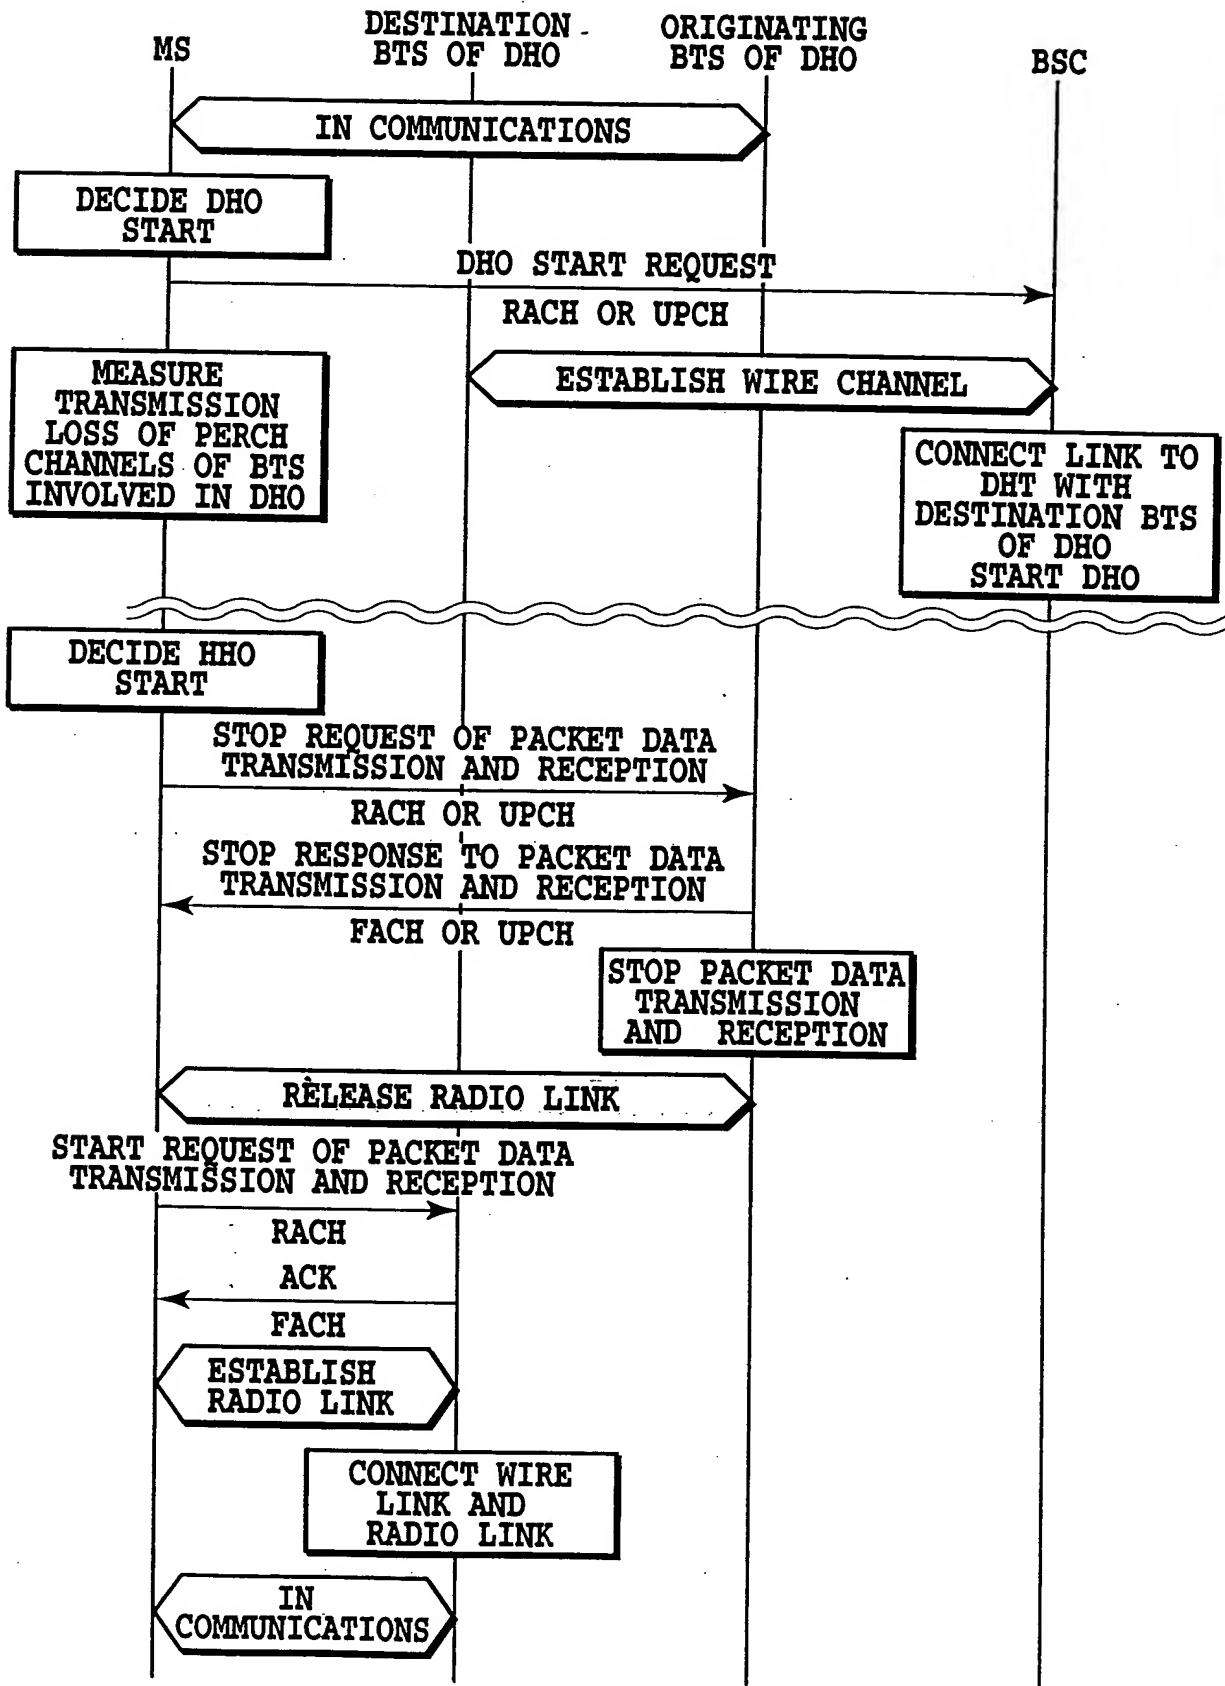 MS
DESTINATION
BTS OF DHO
ORIGINATING
BTS OF DHO
BSC
IN COMMUNICATIONS
DECIDE DHO
START
DHO START REQUEST
RACH OR UPCH
MEASURE
TRANSMISSION
LOSS OF PERCH
CHANNELS OF BTS
INVOLVED IN DHO
ESTABLISH WIRE CHANNEL
CONNECT LINK TO
DHT WITH
DESTINATION BTS
OF DHO
START DHO
DECIDE HHO
START
STOP REQUEST OF PACKET DATA
TRANSMISSION AND RECEPTION
RACH OR UPCH
STOP RESPONSE TO PACKET DATA
TRANSMISSION AND RECEPTION
FACH OR UPCH
STOP PACKET DATA
TRANSMISSION
AND RECEPTION
RELEASE RADIO LINK
START REQUEST OF PACKET DATA
TRANSMISSION AND RECEPTION
RACH
ACK
FACH
ESTABLISH
RADIO LINK
CONNECT WIRE
LINK AND
RADIO LINK
IN
COMMUNICATIONS